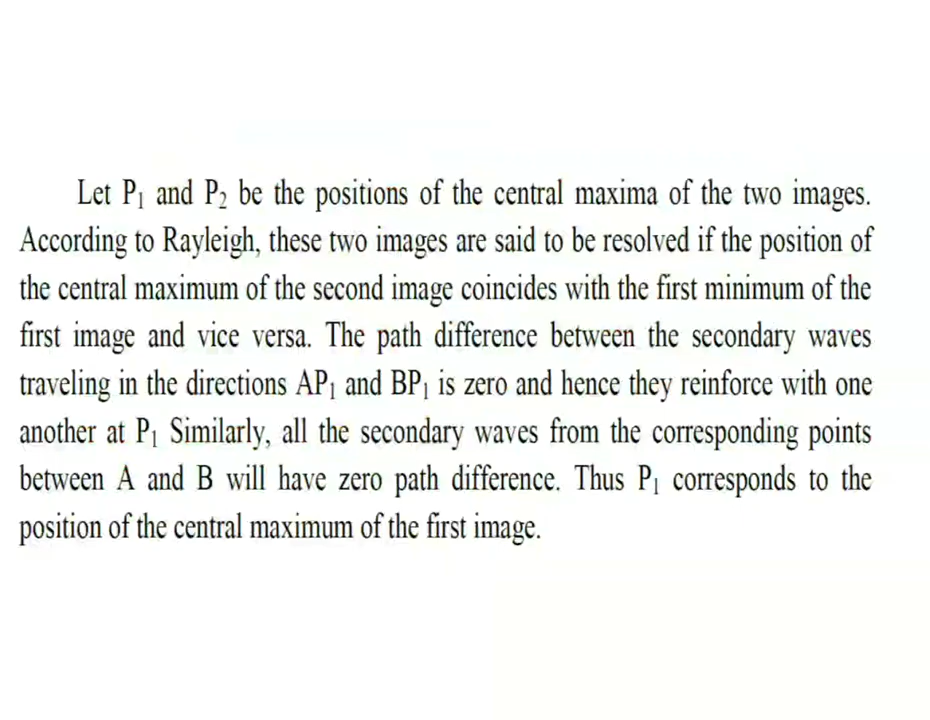 Let P₁ and P₂ be the positions of the central maxima of the two images.
According to Rayleigh, these two images are said to be resolved if the position of
the central maximum of the second image coincides with the first minimum of the
first image and vice versa. The path difference between the secondary waves
traveling in the directions AP₁ and BP₁ is zero and hence they reinforce with one
another at P₁ Similarly, all the secondary waves from the corresponding points
between A and B will have zero path difference. Thus P₁ corresponds to the
position of the central maximum of the first image.